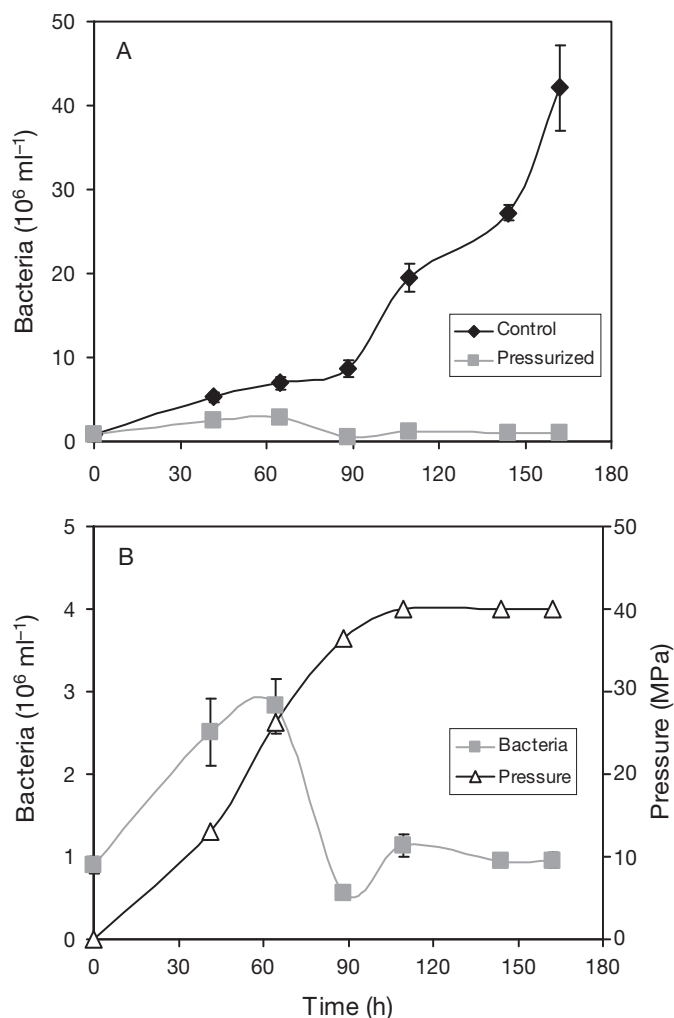 A
Bacteria (10⁶ ml⁻¹)
50
40
30
20
10
0
Control
Pressurized
0 30 60 90 120 150 180
B
Bacteria (10⁶ ml⁻¹)
5
4
3
2
1
0
Bacteria
Pressure
50
40
30
20
10
0
Pressure (MPa)
0 30 60 90 120 150 180
Time (h)